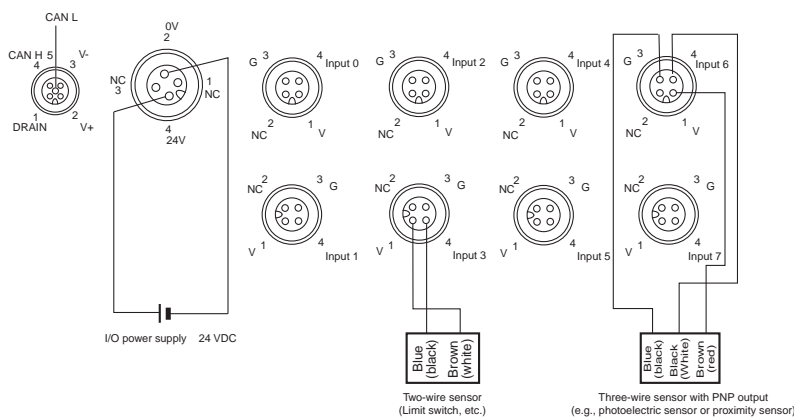 CAN L
CAN H 5 V-
4 3
1 2
DRAIN V+
0V
2
NC
3
1
NC
4
24V
G 3 4 Input 0
NC 2 1 V
G 3 4 Input 2
NC 2 1 V
G 3 4 Input 4
NC 2 1 V
G 3 4 Input 6
NC 2 1 V
NC 2 3 G
V 1 4 Input 1
NC 2 3 G
V 1 4 Input 3
NC 2 3 G
V 1 4 Input 5
NC 2 3 G
V 1 4 Input 7
I/O power supply 24 VDC
Blue
(black)
Brown
(white)
Two-wire sensor
(Limit switch, etc.)
Blue
(black)
Black
(White)
Brown
(red)
Three-wire sensor with PNP output
(e.g., photoelectric sensor or proximity sensor)